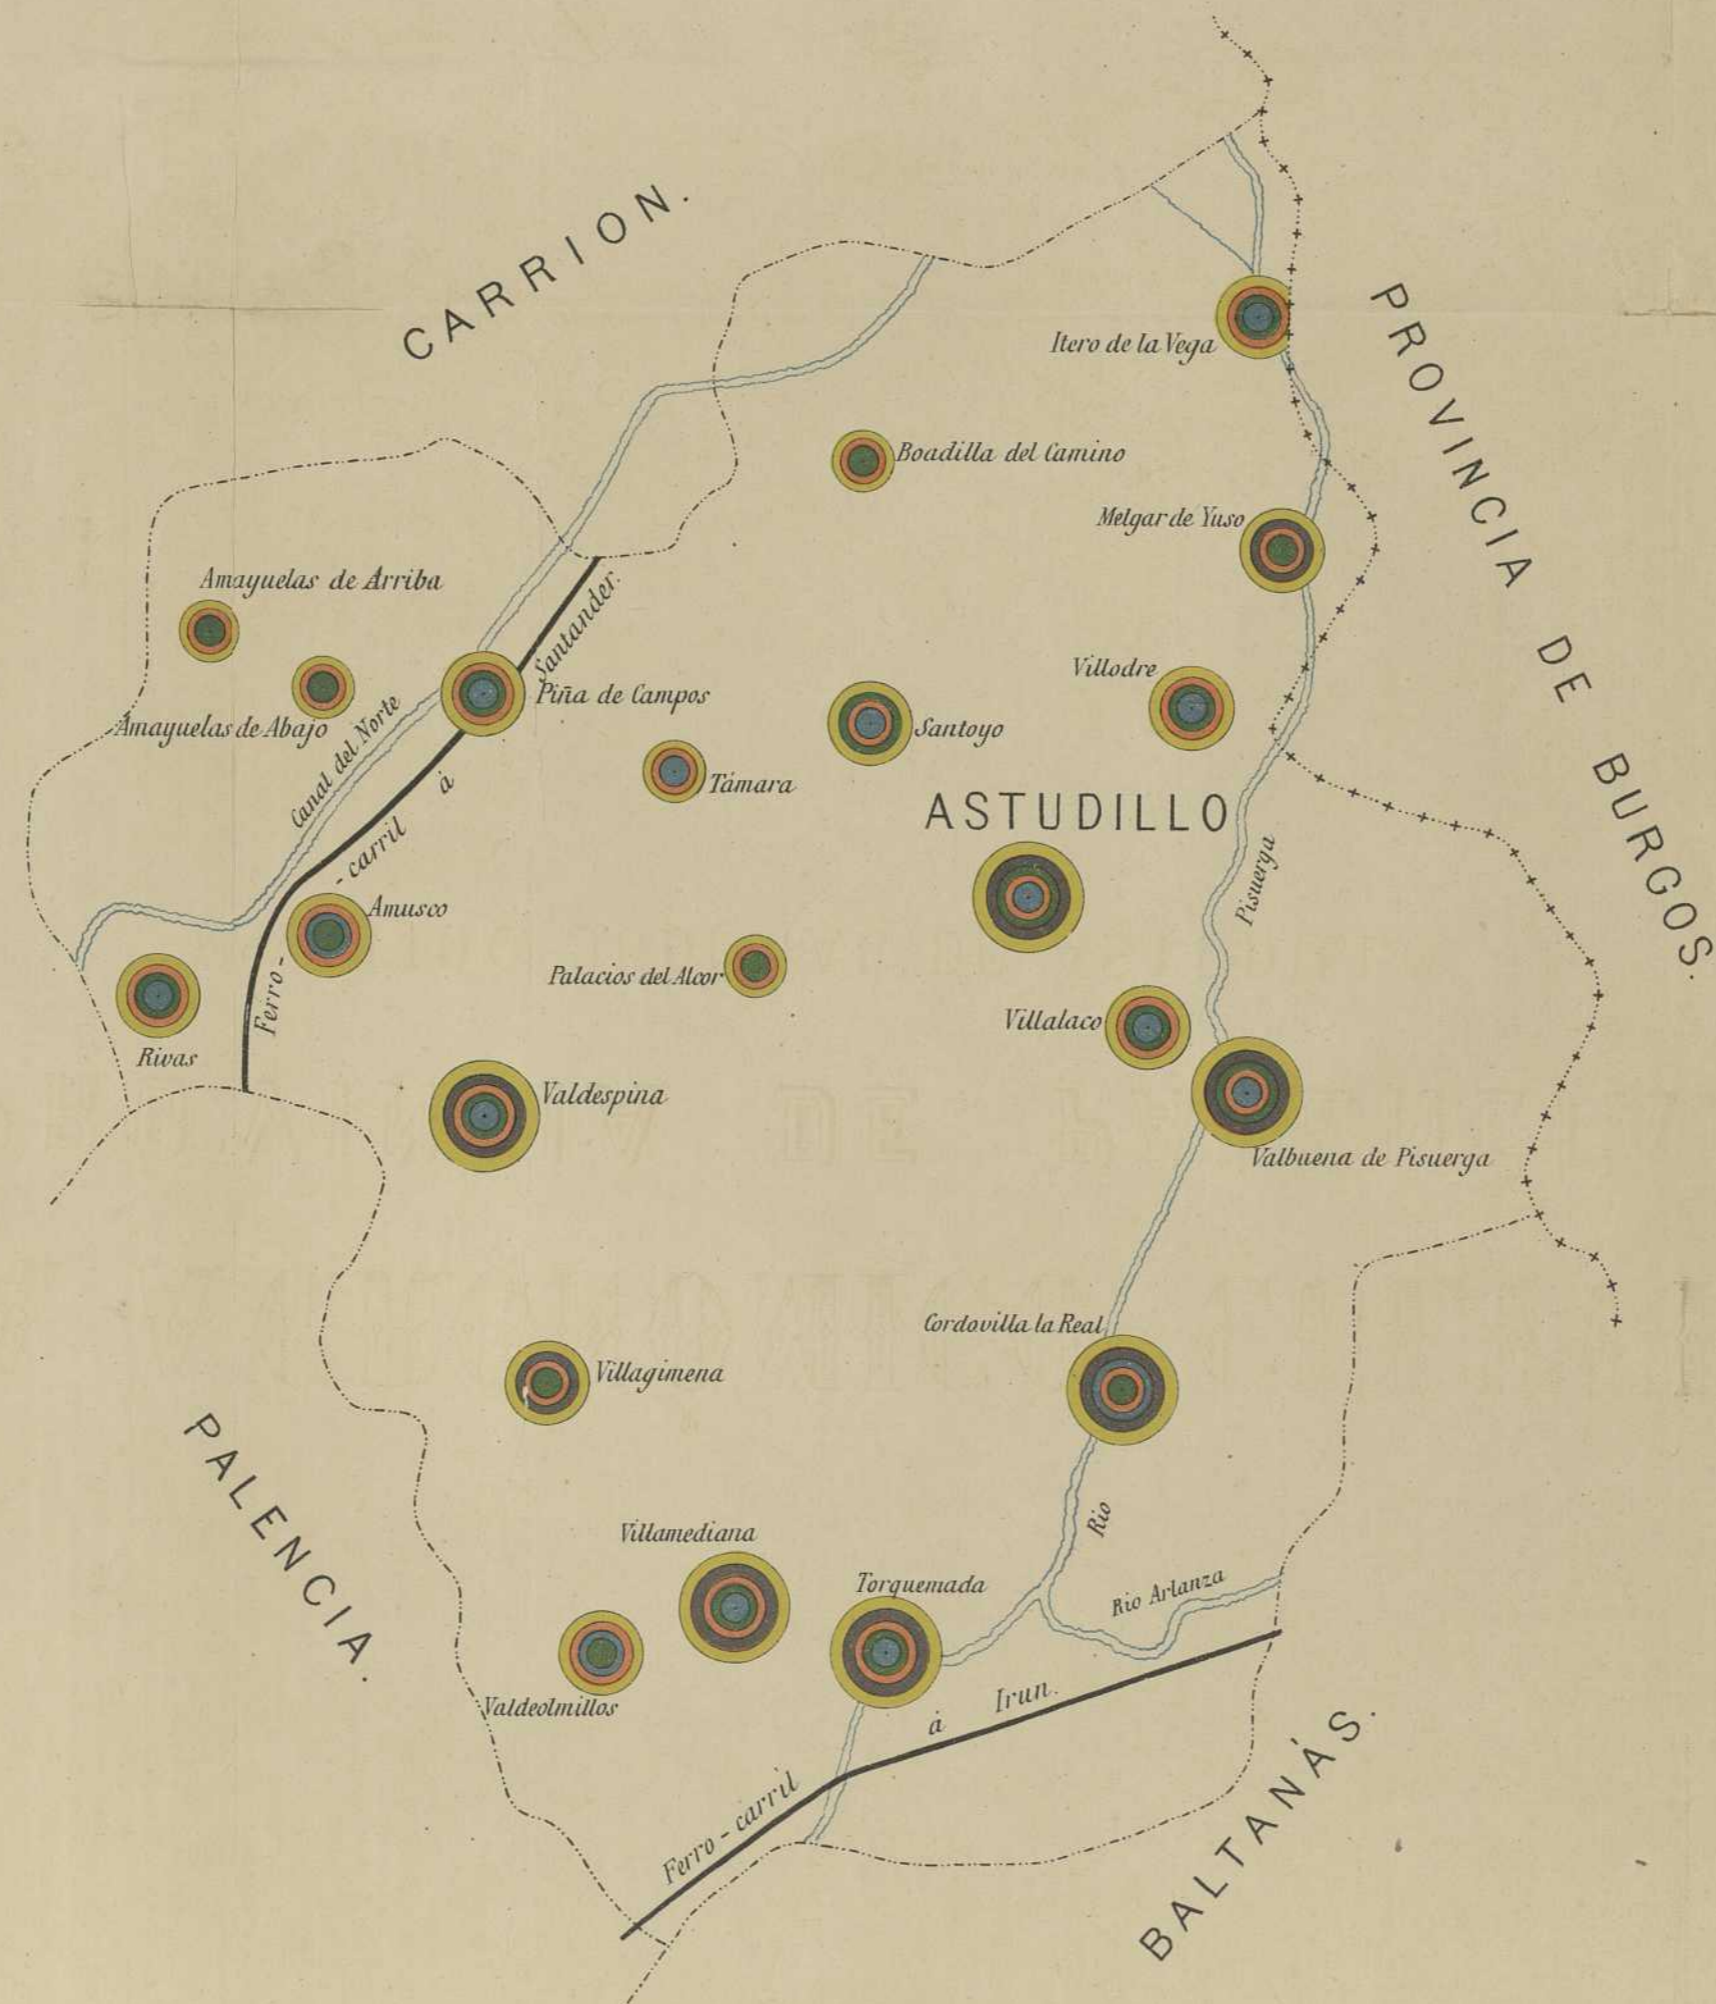 CARRION.
PROVINCIA DE BURGOS.
Itero de la Vega
Boadilla del Camino
Melgar de Yuso
Amayuelas de Arriba
Santander.
Villodre
Piña de Campos
Amayuelas de Abajo
Canal del Norte
Santoyo
Támara
á
ASTUDILLO
-carril
Pisuerga
Amusco
Palacios del Alcor
Ferro-
Villalaco
Rivas
Valdespina
Valbuena de Pisuerga
Cordovilla la Real
Villagimena
PALENCIA.
Rio
Villamediana
Torquemada
Rio Arlanza
Valdeolmillos
Irun.
á
Ferro-carril
BALTANÁS.